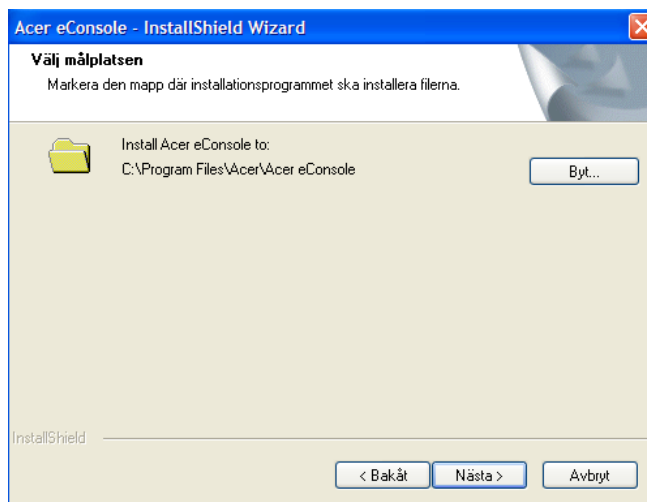 Acer eConsole - InstallShield Wizard
Välj målplatsen
Markera den mapp där installationsprogrammet ska installera filerna.
Install Acer eConsole to:
C:\Program Files\Acer\Acer eConsole
Byt...
InstallShield
< Bakåt
Nästa >
Avbryt